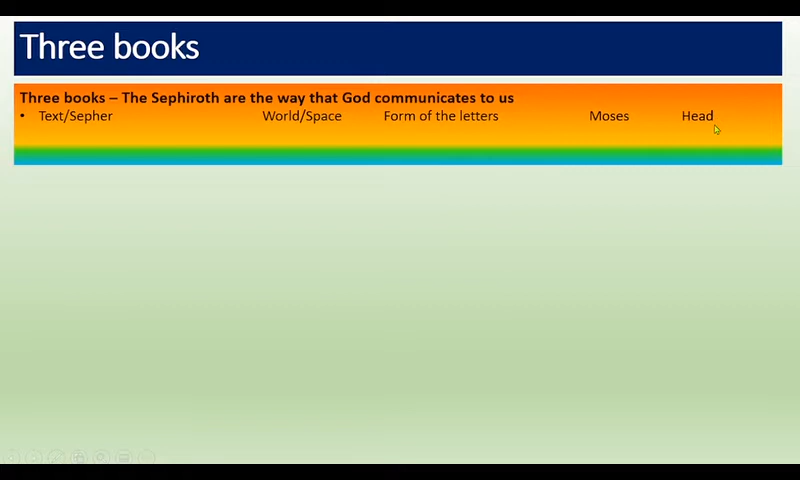 Three books
Three books – The Sephiroth are the way that God communicates to us
• Text/Sepher World/Space Form of the letters Moses Head